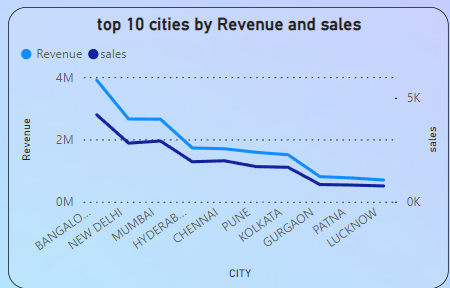 top 10 cities by Revenue and sales
Revenue sales
4M
2M
0M
5K
0K
Revenue
sales
BANGALO...
NEW DELHI
MUMBAI
HYDERAB...
CHENNAI
PUNE
KOLKATA
GURGAON
PATNA
LUCKNOW
CITY